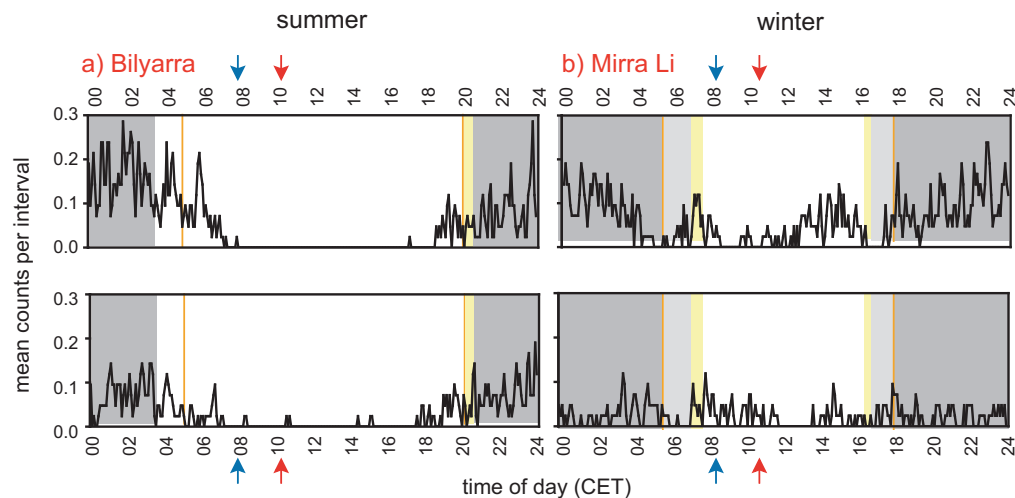 summer winter
a) Bilyarra b) Mirra Li
00 02 04 06 08 10 12 14 16 18 20 22 24 00 02 04 06 08 10 12 14 16 18 20 22 24
0.3
0.2
0.1
0.0
0.3
0.2
0.1
0.0
mean counts per interval
00 02 04 06 08 10 12 14 16 18 20 22 24 00 02 04 06 08 10 12 14 16 18 20 22 24
time of day (CET)